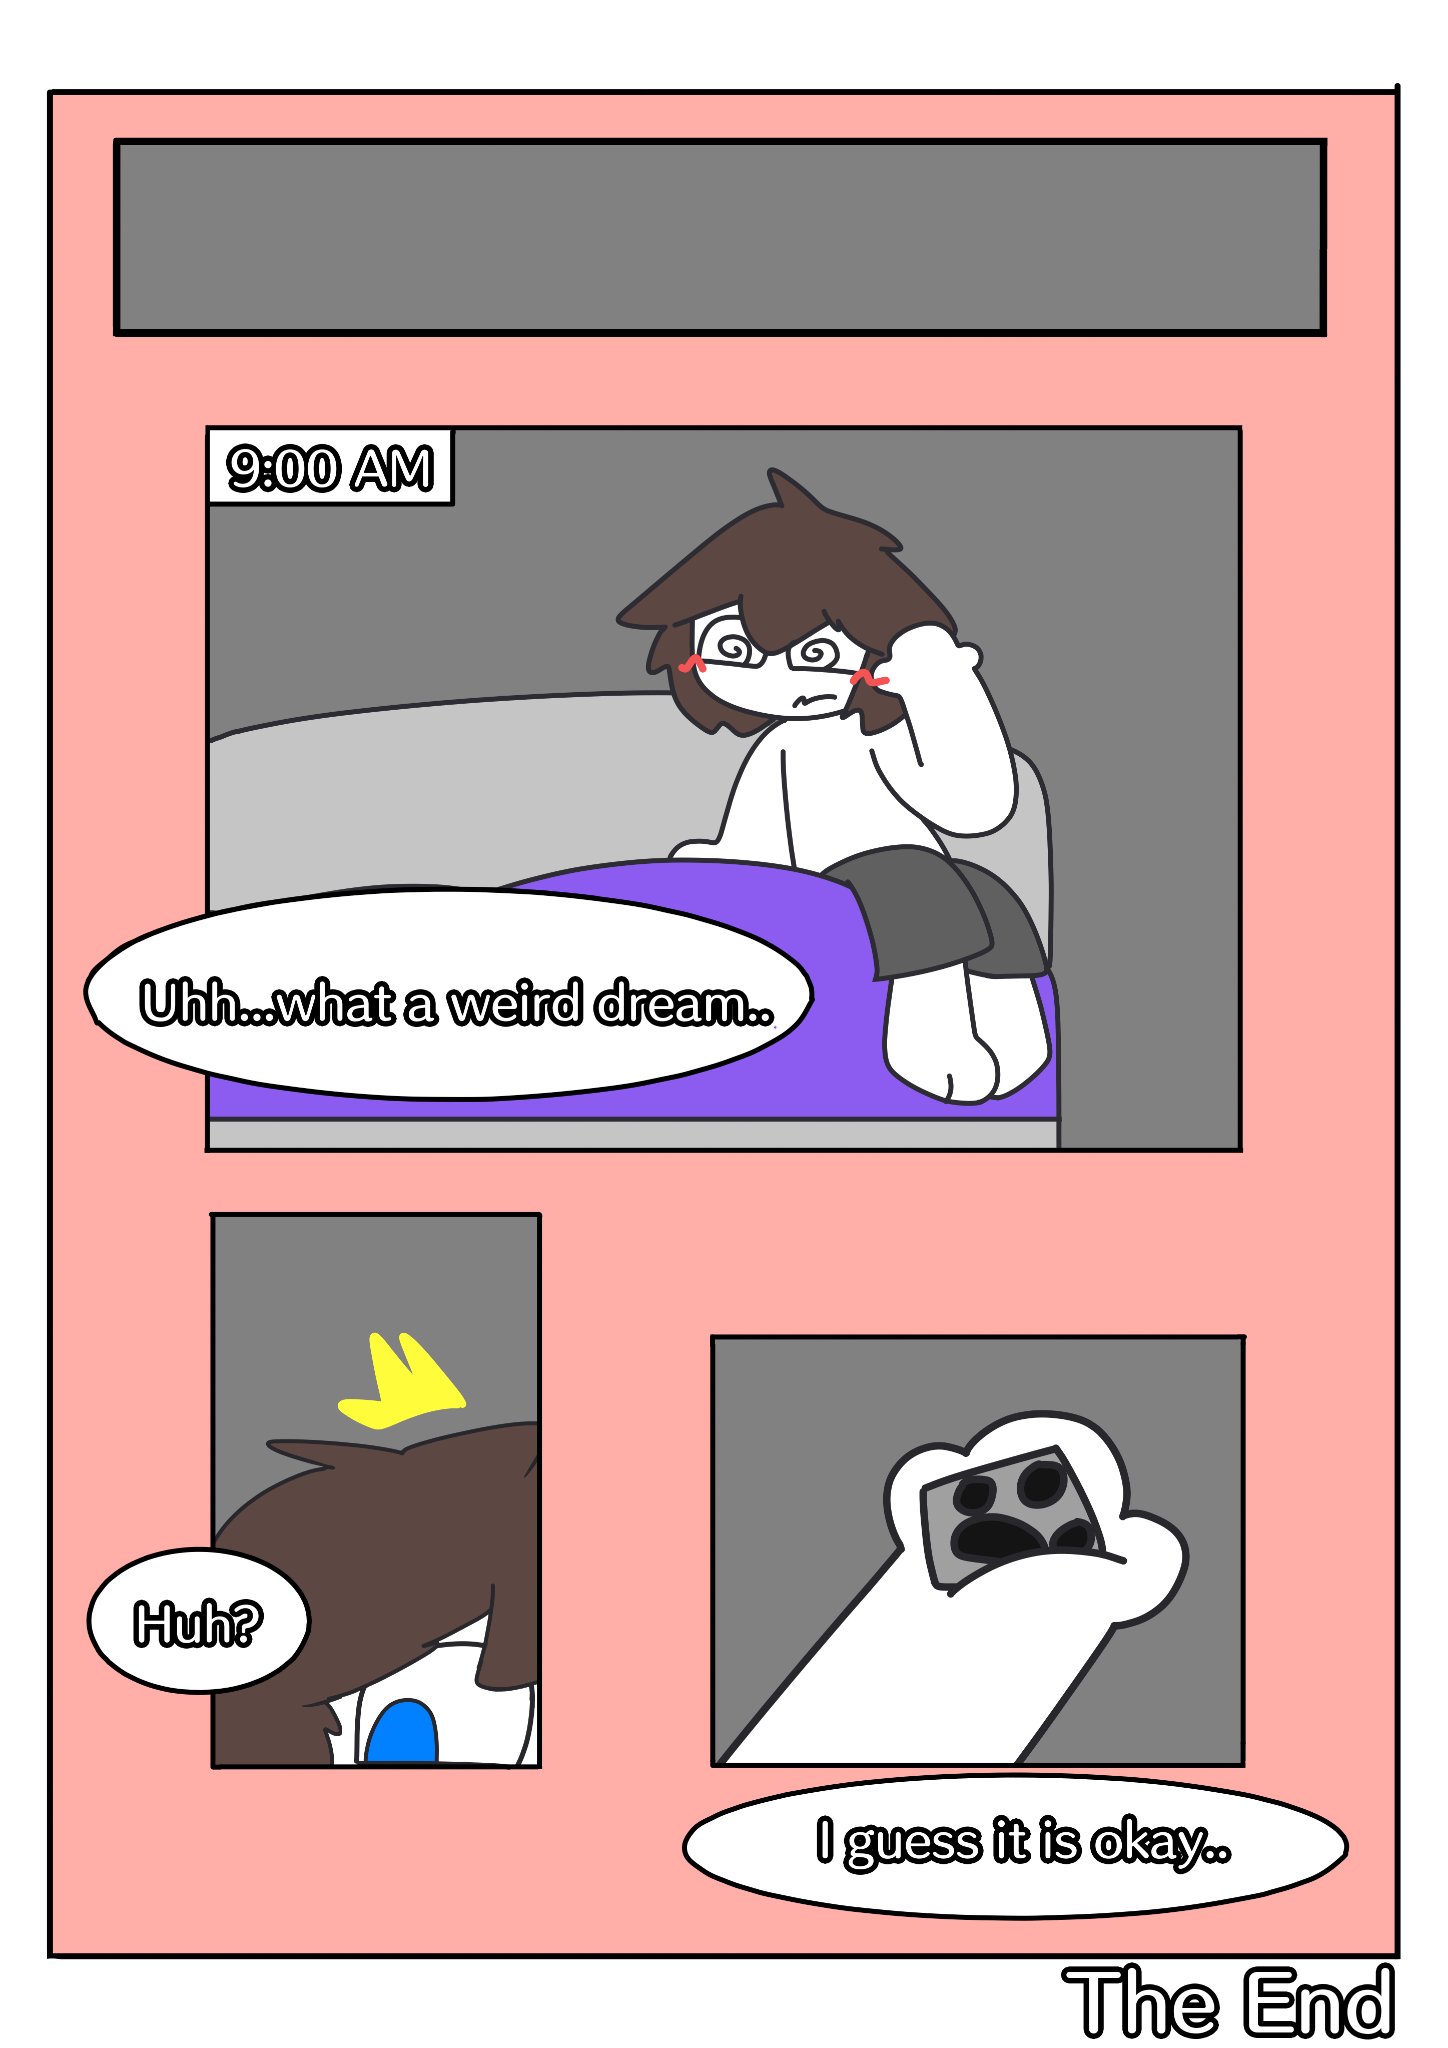 9:00 AM
Uhh...what a weird dream..
Huh?
I guess it is okay..
The End